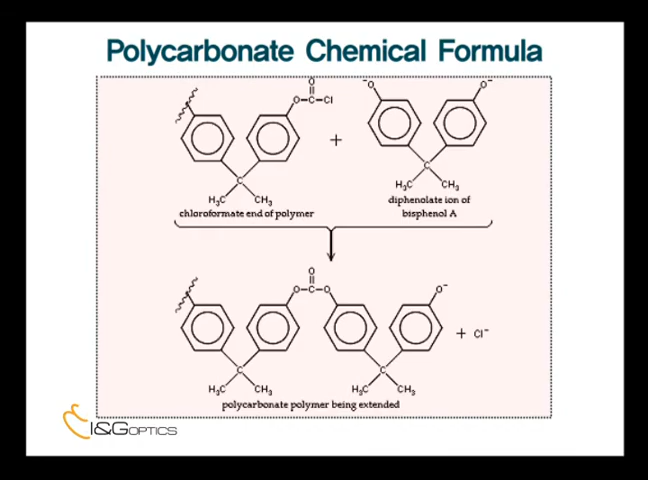 Polycarbonate Chemical Formula
O
O-C-Cl
⁻O
O⁻
+
C
C
H₃C CH₃
H₃C CH₃
chloroformate end of polymer
diphenolate ion of
bisphenol A
O
O-C-O
O⁻
+ Cl⁻
C
C
H₃C CH₃
H₃C CH₃
polycarbonate polymer being extended
I&G OPTICS